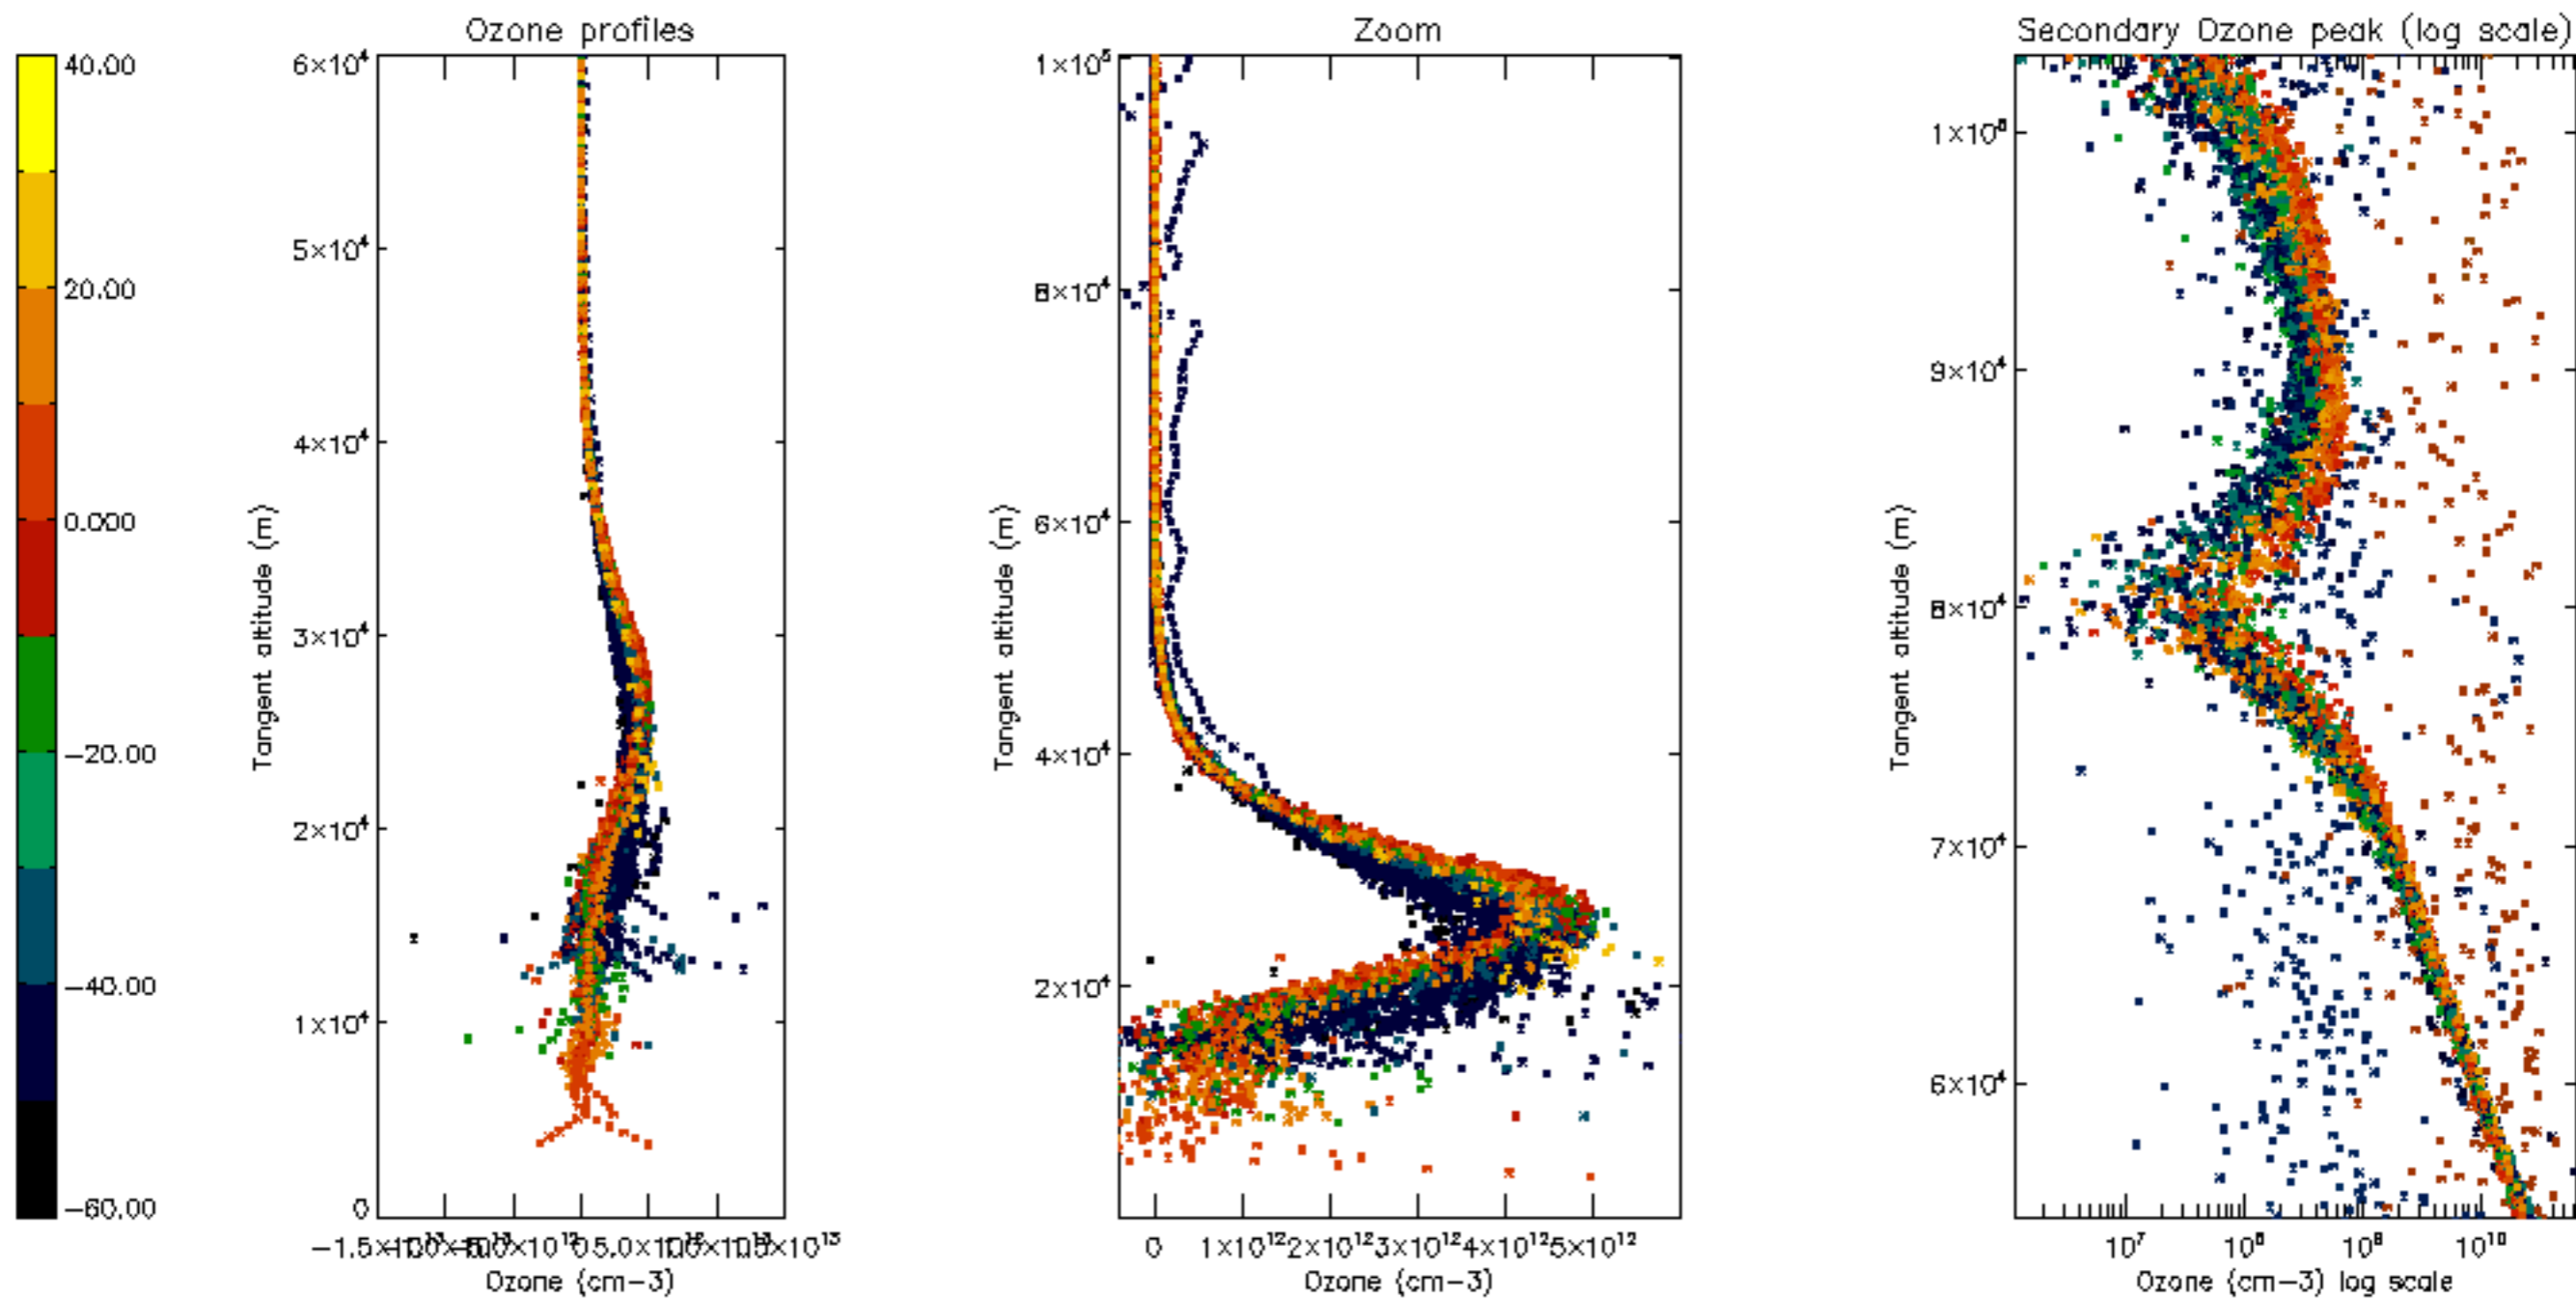 Ozone profiles
Zoom
Secondary Ozone peak (log scale)
40.00
20.00
0.000
−20.00
−40.00
−60.00
6×10⁴
5×10⁴
4×10⁴
3×10⁴
2×10⁴
1×10⁴
0
Tangent altitude (m)
Ozone (cm−3)
1×10⁵
8×10⁴
6×10⁴
4×10⁴
2×10⁴
Tangent altitude (m)
0 1×10¹² 2×10¹² 3×10¹² 4×10¹² 5×10¹²
Ozone (cm−3)
9×10⁴
8×10⁴
7×10⁴
6×10⁴
Tangent altitude (m)
10⁷ 10⁸ 10⁹ 10¹⁰
Ozone (cm−3) log scale